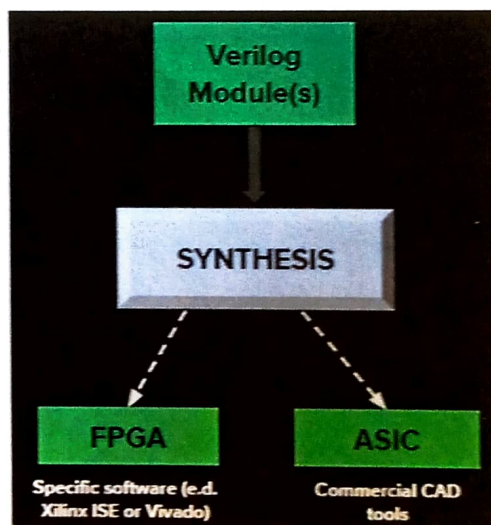 Verilog
Module(s)
SYNTHESIS
FPGA
ASIC
Specific software (e.d.
Xilinx ISE or Vivado)
Commercial CAD
tools